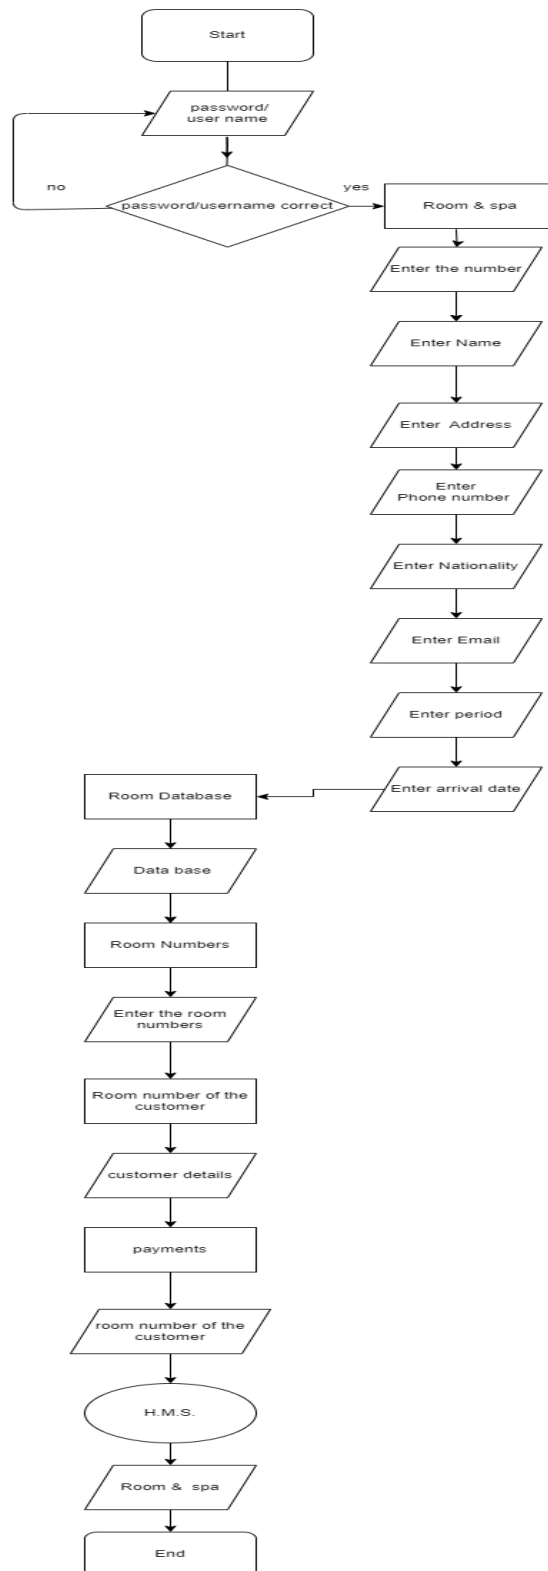 Start
password/
user name
no
yes
password/username correct
Room & spa
Enter the number
Enter Name
Enter Address
Enter
Phone number
Enter Nationality
Enter Email
Enter period
Enter arrival date
Room Database
Data base
Room Numbers
Enter the room
numbers
Room number of the
customer
customer details
payments
room number of the
customer
H.M.S.
Room & spa
End